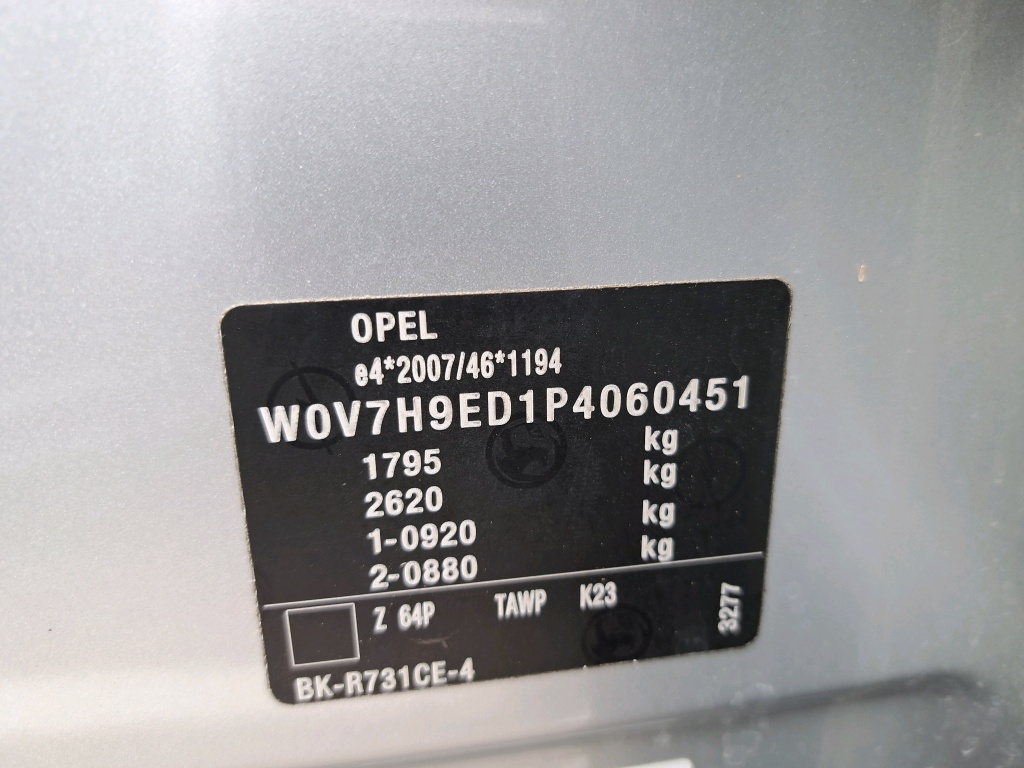 OPEL
e4*2007/46*1194
W0V7H9ED1P4060451
1795 kg
2620 kg
1-0920 kg
2-0880 kg
Z 64P TAWP K23
3277
BK-R731CE-4